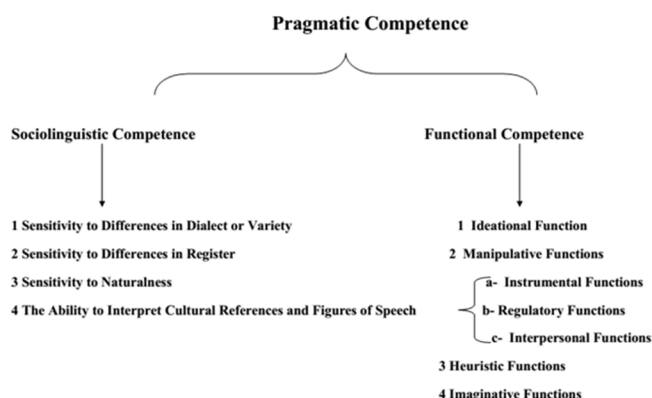 Pragmatic Competence
Sociolinguistic Competence
1 Sensitivity to Differences in Dialect or Variety
2 Sensitivity to Differences in Register
3 Sensitivity to Naturalness
4 The Ability to Interpret Cultural References and Figures of Speech
Functional Competence
1 Ideational Function
2 Manipulative Functions
a- Instrumental Functions
b- Regulatory Functions
c- Interpersonal Functions
3 Heuristic Functions
4 Imaginative Functions